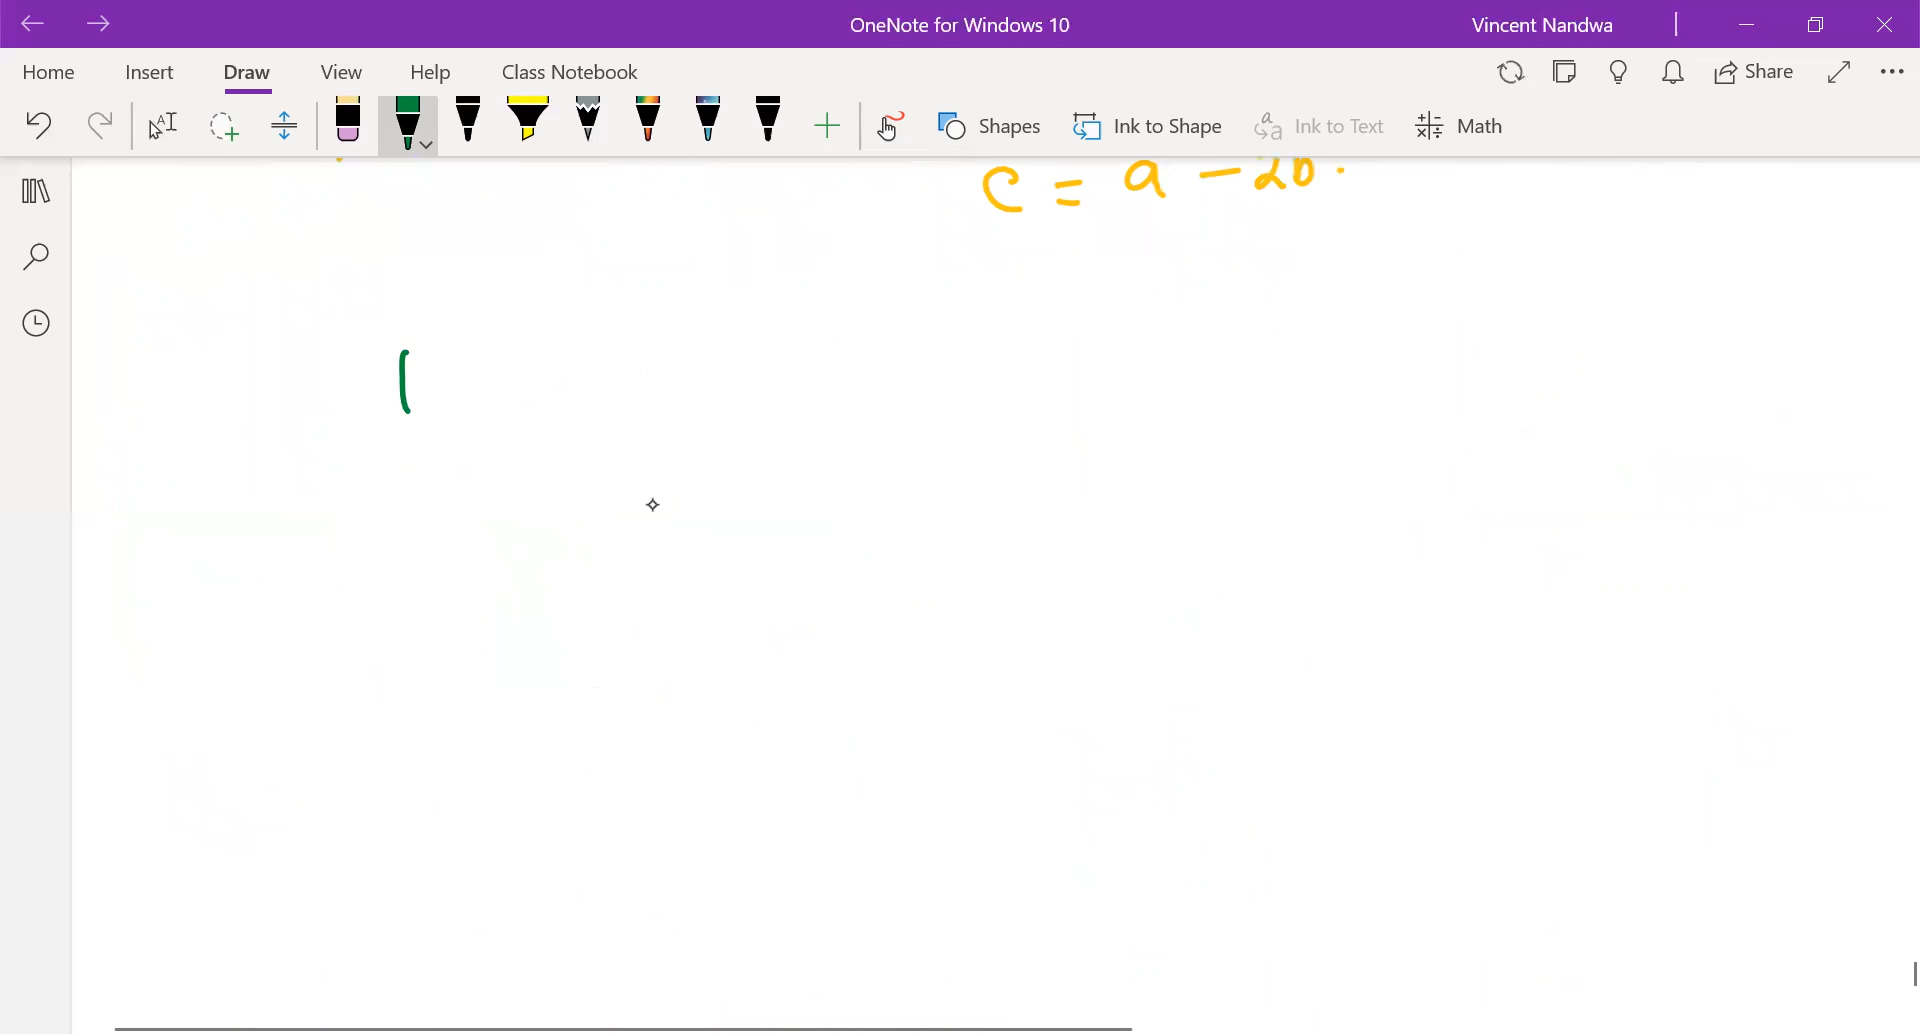 OneNote for Windows 10 Vincent Nandwa
Home Insert Draw View Help Class Notebook Share
Shapes Ink to Shape Ink to Text Math
c = a - 2b.
(